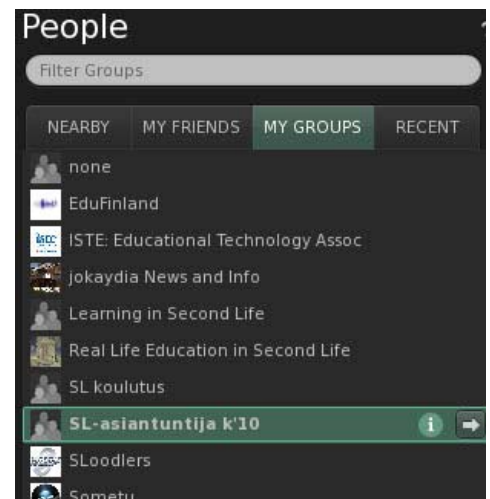 People
Filter Groups
NEARBY MY FRIENDS MY GROUPS RECENT
none
EduFinland
ISTE: Educational Technology Assoc
jokaydia News and Info
Learning in Second Life
Real Life Education in Second Life
SL koulutus
SL-asiantuntija k'10
SLoodlers
Sometu